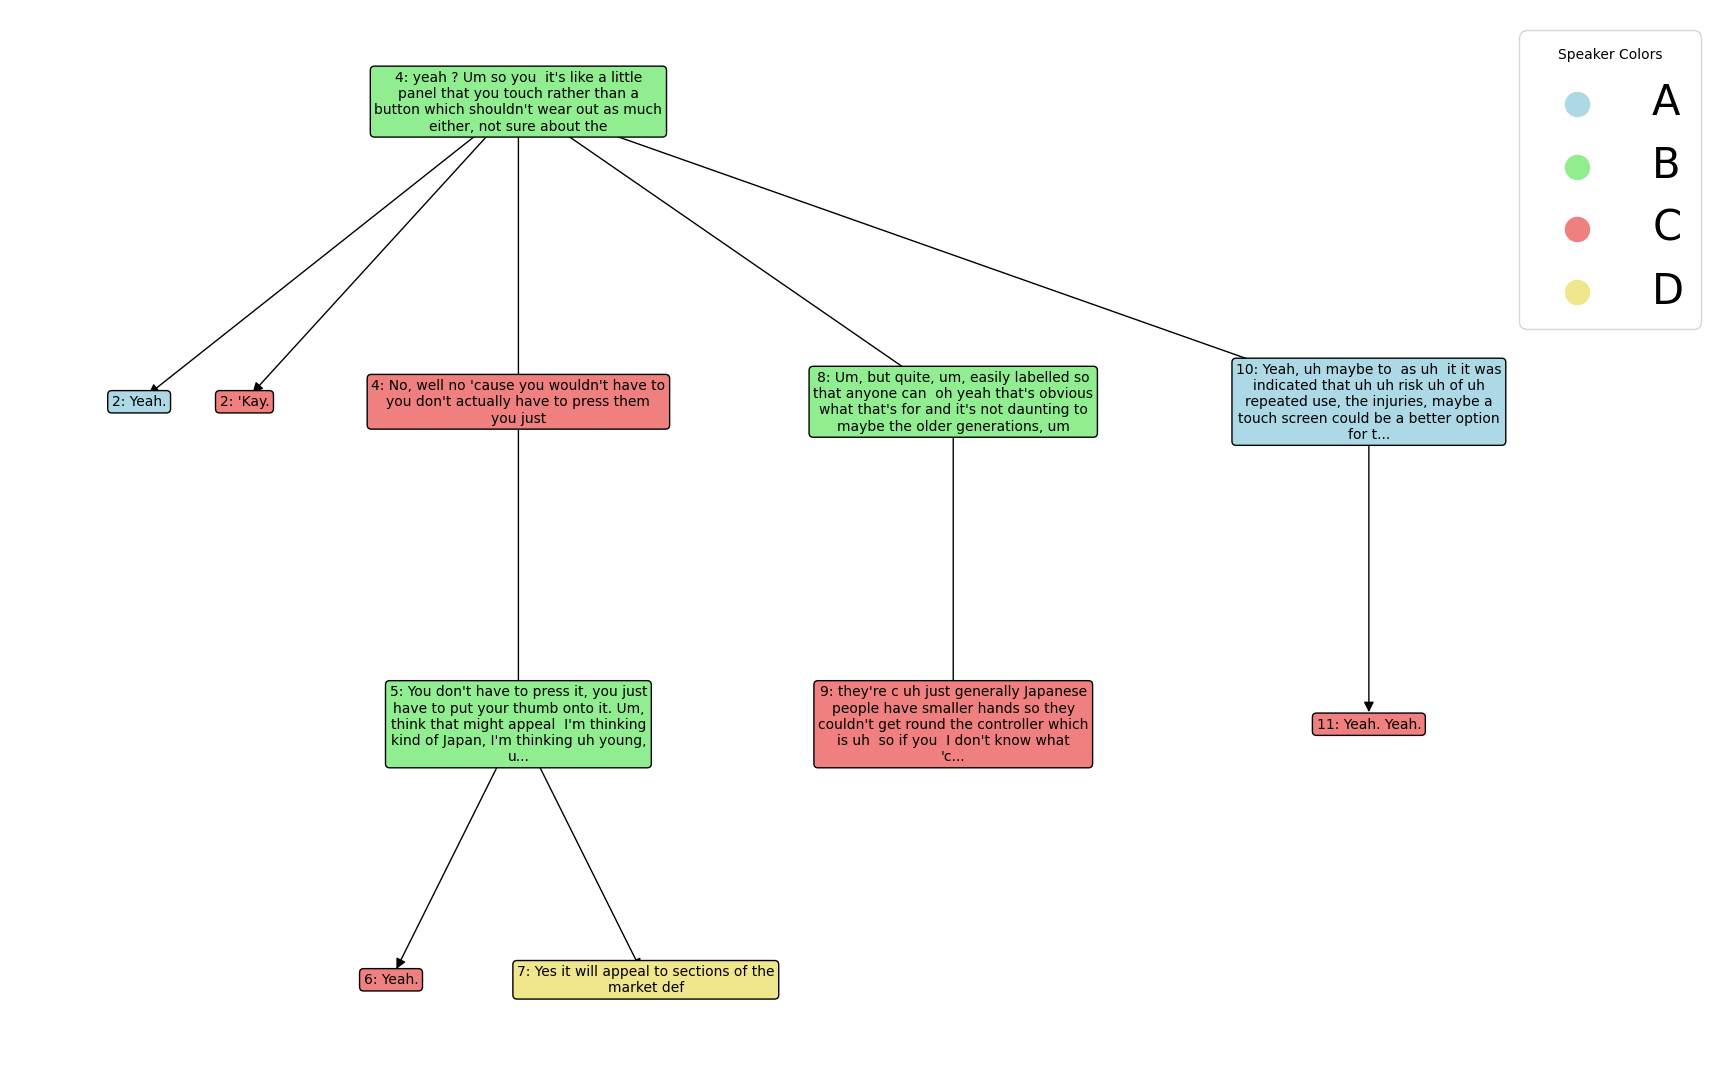 4: yeah ? Um so you  it's like a little
panel that you touch rather than a
button which shouldn't wear out as much
either, not sure about the
Speaker Colors
A
B
C
D
2: Yeah.
2: 'Kay.
4: No, well no 'cause you wouldn't have to
you don't actually have to press them
you just
8: Um, but quite, um, easily labelled so
that anyone can  oh yeah that's obvious
what that's for and it's not daunting to
maybe the older generations, um
10: Yeah, uh maybe to  as uh  it it was
indicated that uh uh risk uh of uh
repeated use, the injuries, maybe a
touch screen could be a better option
for t...
5: You don't have to press it, you just
have to put your thumb onto it. Um,
think that might appeal  I'm thinking
kind of Japan, I'm thinking uh young,
u...
9: they're c uh just generally Japanese
people have smaller hands so they
couldn't get round the controller which
is uh  so if you  I don't know what
'c...
11: Yeah. Yeah.
6: Yeah.
7: Yes it will appeal to sections of the
market def